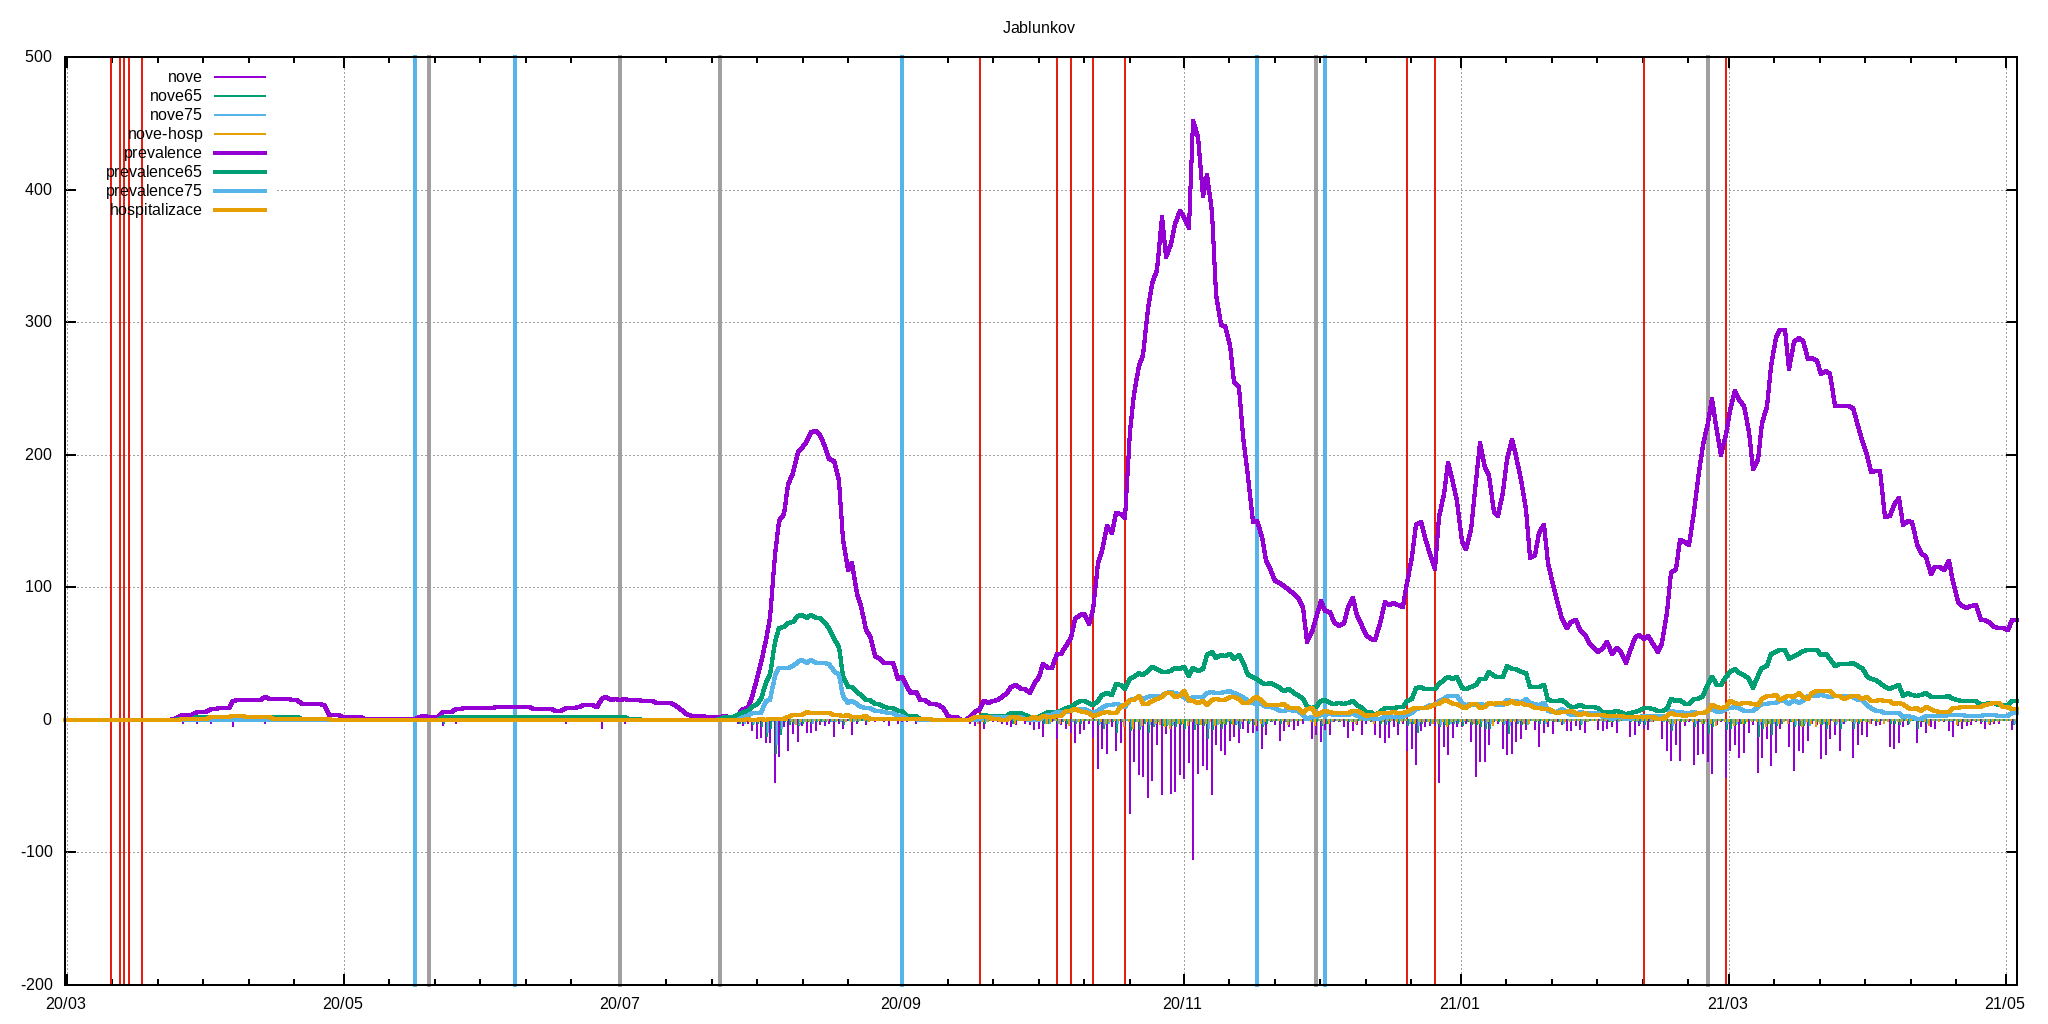 Jablunkov
500
400
300
200
100
0
-100
-200
nove
nove65
nove75
nove-hosp
prevalence
prevalence65
prevalence75
hospitalizace
20/03 20/05 20/07 20/09 20/11 21/01 21/03 21/05